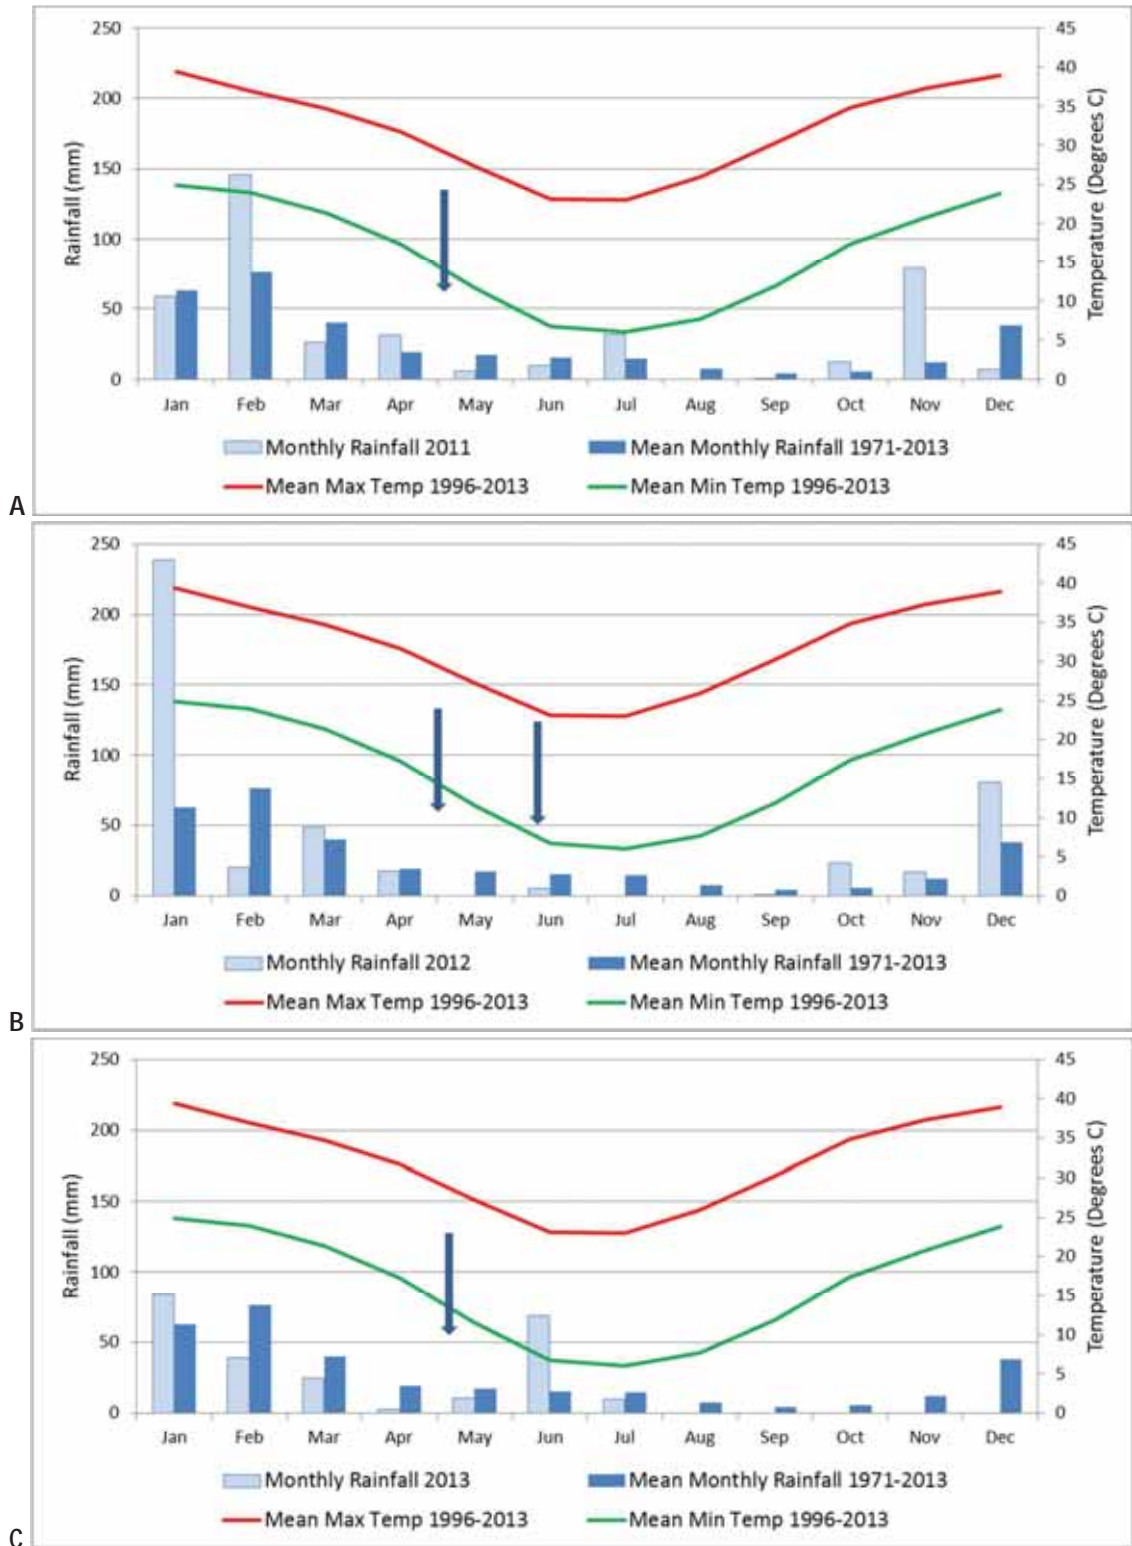 250
200
150
100
50
0
Rainfall (mm)
45
40
35
30
25
20
15
10
5
0
Temperature (Degrees C)
Jan Feb Mar Apr May Jun Jul Aug Sep Oct Nov Dec
Monthly Rainfall 2011 Mean Monthly Rainfall 1971-2013
Mean Max Temp 1996-2013 Mean Min Temp 1996-2013
A
250
200
150
100
50
0
Rainfall (mm)
45
40
35
30
25
20
15
10
5
0
Temperature (Degrees C)
Jan Feb Mar Apr May Jun Jul Aug Sep Oct Nov Dec
Monthly Rainfall 2012 Mean Monthly Rainfall 1971-2013
Mean Max Temp 1996-2013 Mean Min Temp 1996-2013
B
250
200
150
100
50
0
Rainfall (mm)
45
40
35
30
25
20
15
10
5
0
Temperature (Degrees C)
Jan Feb Mar Apr May Jun Jul Aug Sep Oct Nov Dec
Monthly Rainfall 2013 Mean Monthly Rainfall 1971-2013
Mean Max Temp 1996-2013 Mean Min Temp 1996-2013
C